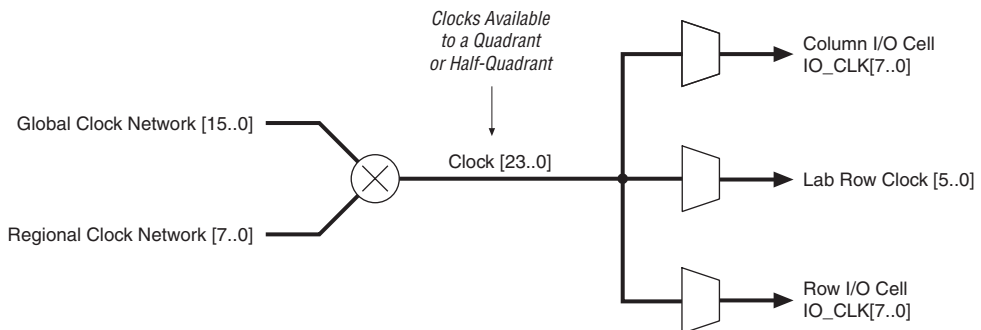 Clocks Available
to a Quadrant
or Half-Quadrant
Column I/O Cell
IO_CLK[7..0]
Global Clock Network [15..0]
Clock [23..0]
Lab Row Clock [5..0]
Regional Clock Network [7..0]
Row I/O Cell
IO_CLK[7..0]